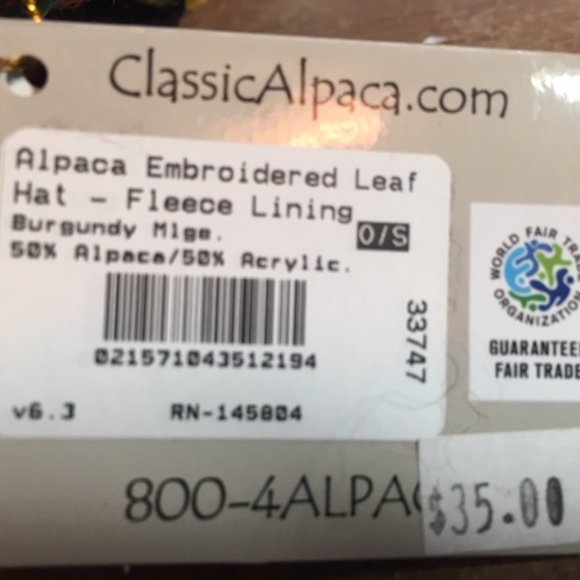 ClassicAlpaca.com
Alpaca Embroidered Leaf
Hat - Fleece Lining
Burgundy Mlge.
O/S
50% Alpaca/50% Acrylic.
021571043512194
33747
v6.3
RN-145804
WORLD FAIR TRADE
ORGANIZATION
GUARANTEED
FAIR TRADE
800-4ALPAC
$35.00